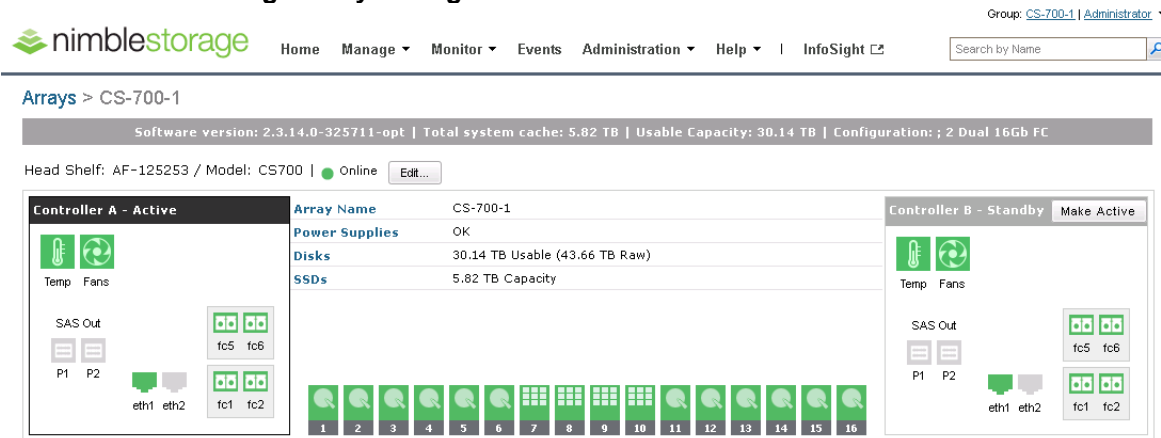 Group: CS-700-1 | Administrator
nimblestorage
Home Manage Monitor Events Administration Help | InfoSight
Search by Name
Arrays > CS-700-1
Software version: 2.3.14.0-325711-opt | Total system cache: 5.82 TB | Usable Capacity: 30.14 TB | Configuration: ; 2 Dual 16Gb FC
Head Shelf: AF-125253 / Model: CS700 | Online Edit...
Controller A - Active
Temp Fans
SAS Out
fc5 fc6
P1 P2
eth1 eth2
fc1 fc2
Array Name CS-700-1
Power Supplies OK
Disks 30.14 TB Usable (43.66 TB Raw)
SSDs 5.82 TB Capacity
1 2 3 4 5 6 7 8 9 10 11 12 13 14 15 16
Controller B - Standby Make Active
Temp Fans
SAS Out
fc5 fc6
P1 P2
eth1 eth2
fc1 fc2